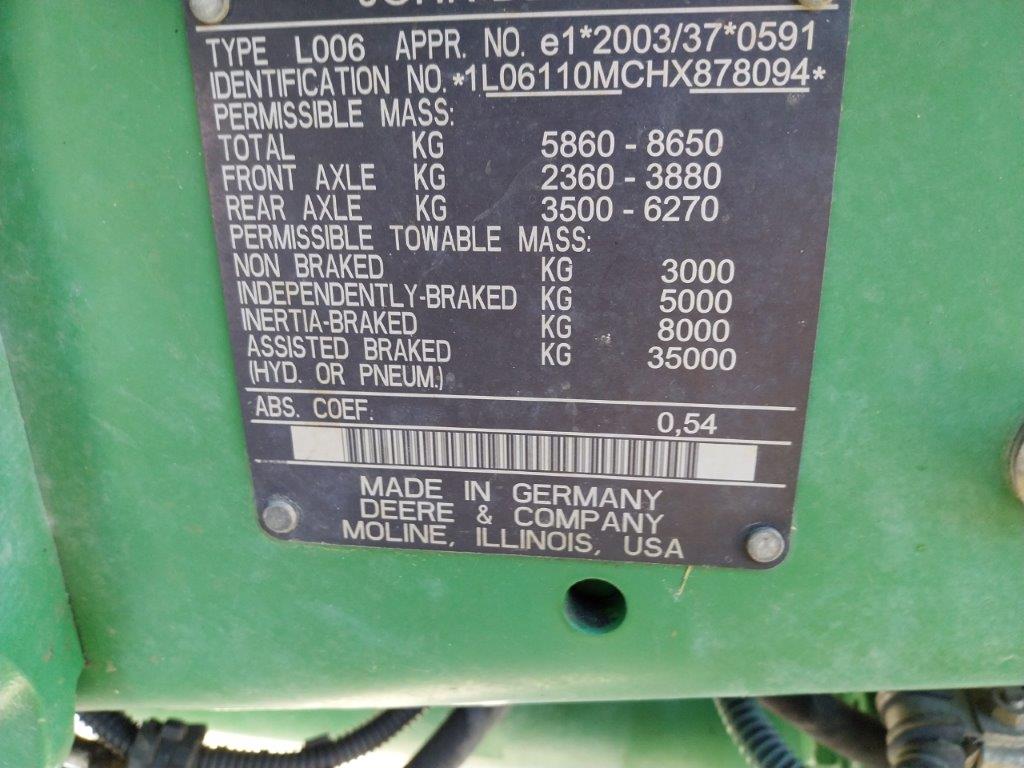 TYPE L006 APPR. NO. e1*2003/37*0591
IDENTIFICATION NO. *1L06110MCHX878094*
PERMISSIBLE MASS:
TOTAL KG 5860 - 8650
FRONT AXLE KG 2360 - 3880
REAR AXLE KG 3500 - 6270
PERMISSIBLE TOWABLE MASS:
NON BRAKED KG 3000
INDEPENDENTLY-BRAKED KG 5000
INERTIA-BRAKED KG 8000
ASSISTED BRAKED KG 35000
(HYD. OR PNEUM.)
ABS. COEF. 0,54
MADE IN GERMANY
DEERE & COMPANY
MOLINE, ILLINOIS, USA